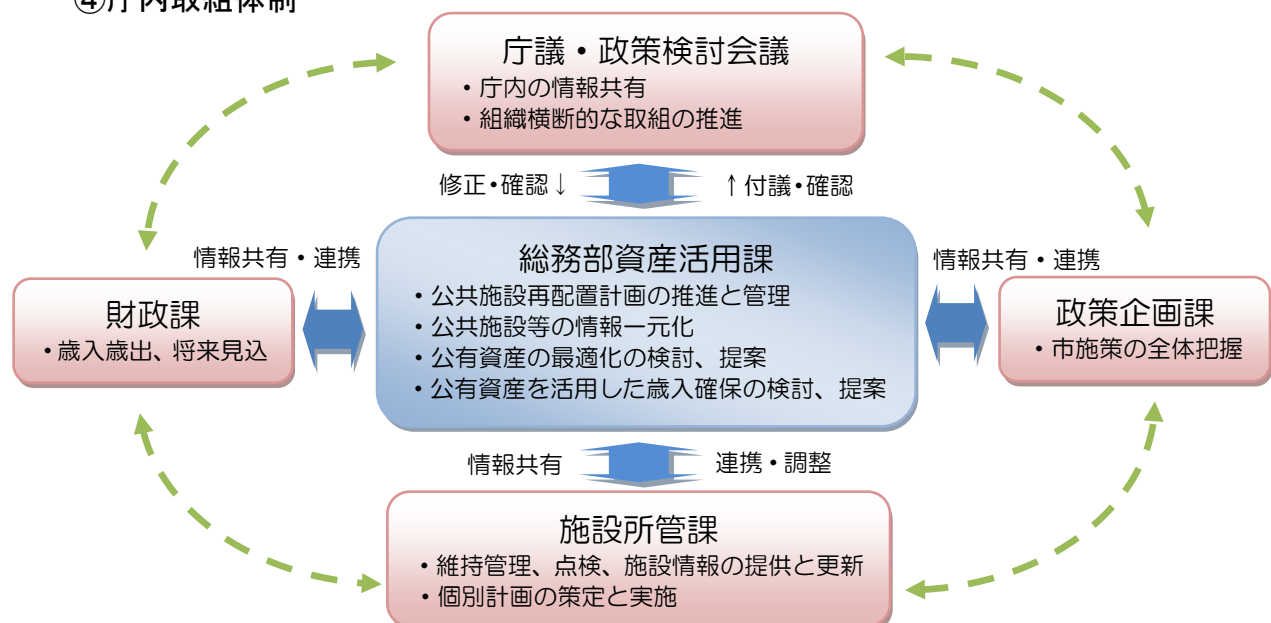 ④庁内取組体制
庁議・政策検討会議
・庁内の情報共有
・組織横断的な取組の推進
修正・確認↓
↑付議・確認
情報共有・連携
総務部資産活用課
・公共施設再配置計画の推進と管理
・公共施設等の情報一元化
・公有資産の最適化の検討、提案
・公有資産を活用した歳入確保の検討、提案
情報共有・連携
財政課
・歳入歳出、将来見込
政策企画課
・市施策の全体把握
情報共有
連携・調整
施設所管課
・維持管理、点検、施設情報の提供と更新
・個別計画の策定と実施